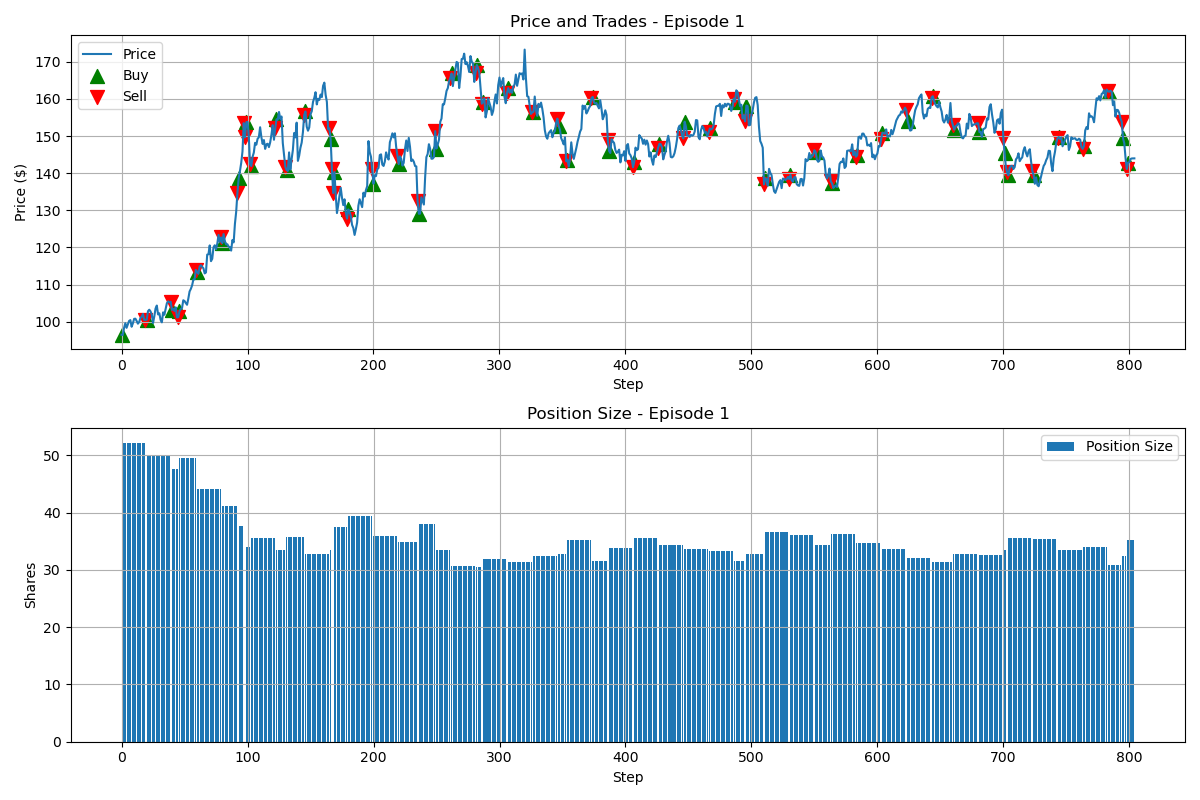 Price and Trades - Episode 1
Price
Buy
Sell
Price ($)
170
160
150
140
130
120
110
100
0 100 200 300 400 500 600 700 800
Step
Position Size - Episode 1
Position Size
Shares
50
40
30
20
10
0
0 100 200 300 400 500 600 700 800
Step